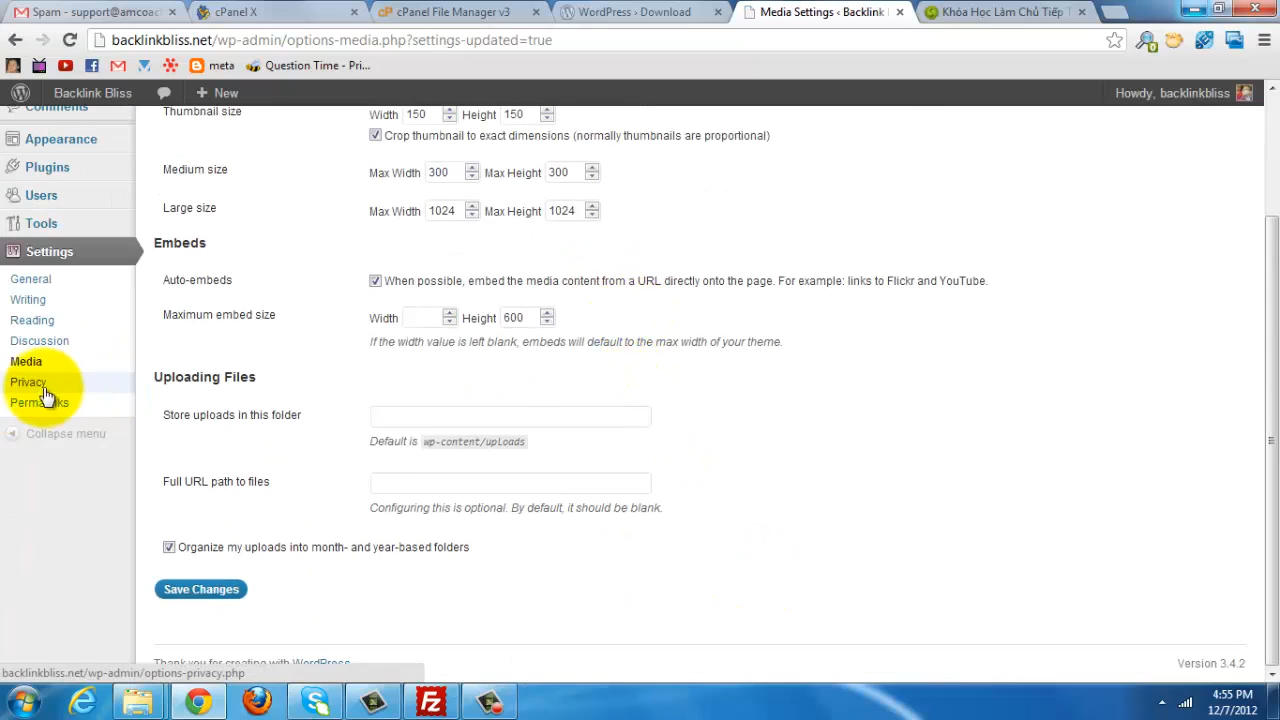 Spam - support@amcoach
cPanel X
cPanel File Manager v3
WordPress › Download
Media Settings ‹ Backlink
Khóa Học Làm Chủ Tiếp T
backlinkbliss.net/wp-admin/options-media.php?settings-updated=true
meta
Question Time - Pri...
Backlink Bliss
+ New
Howdy, backlinkbliss
Comments
Appearance
Plugins
Users
Tools
Settings
General
Writing
Reading
Discussion
Media
Privacy
Collapse menu
Thumbnail size
Width 150 Height 150
Crop thumbnail to exact dimensions (normally thumbnails are proportional)
Medium size
Max Width 300 Max Height 300
Large size
Max Width 1024 Max Height 1024
Embeds
Auto-embeds
When possible, embed the media content from a URL directly onto the page. For example: links to Flickr and YouTube.
Maximum embed size
Width Height 600
If the width value is left blank, embeds will default to the max width of your theme.
Uploading Files
Store uploads in this folder
Default is wp-content/uploads
Full URL path to files
Configuring this is optional. By default, it should be blank.
Organize my uploads into month- and year-based folders
Save Changes
Thank you for creating with WordPress.
Version 3.4.2
backlinkbliss.net/wp-admin/options-privacy.php
4:55 PM
12/7/2012